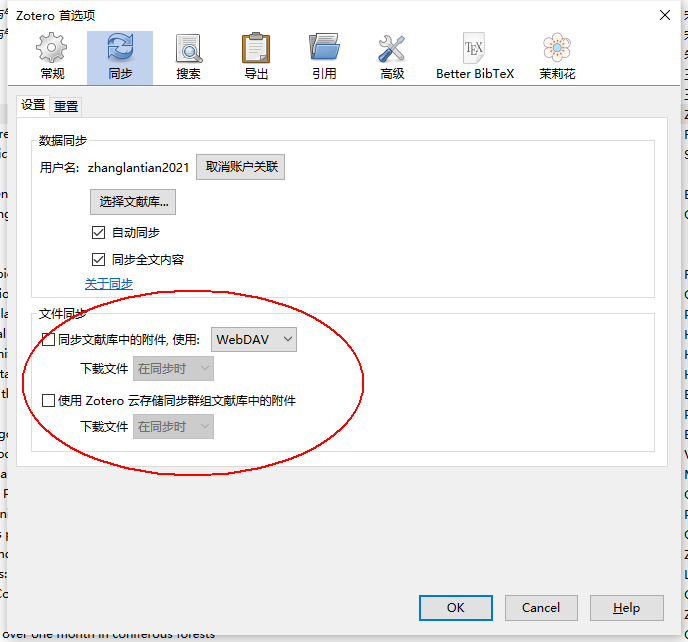 Zotero 首选项
常规 同步 搜索 导出 引用 高级 Better BibTeX 茉莉花
设置 重置
数据同步
用户名: zhanglantian2021 取消账户关联
选择文献库...
自动同步
同步全文内容
关于同步
文件同步
同步文献库中的附件, 使用: WebDAV
下载文件 在同步时
使用 Zotero 云存储同步群组文献库中的附件
下载文件 在同步时
OK Cancel Help
over one month in coniferous forests